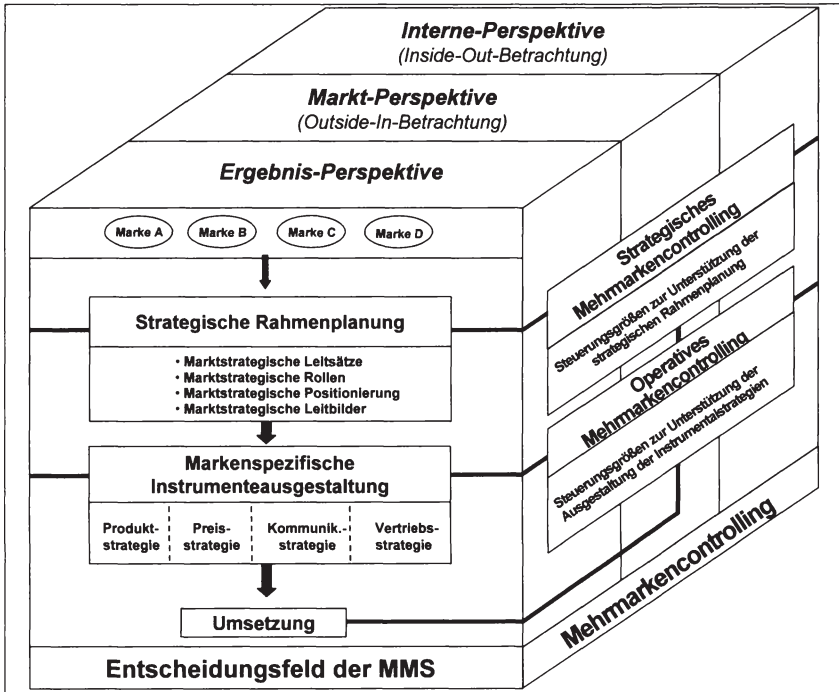 Interne-Perspektive
(Inside-Out-Betrachtung)
Markt-Perspektive
(Outside-In-Betrachtung)
Ergebnis-Perspektive
Marke A
Marke B
Marke C
Marke D
Strategische Rahmenplanung
• Marktstrategische Leitsätze
• Marktstrategische Rollen
• Marktstrategische Positionierung
• Marktstrategische Leitbilder
Markenspezifische
Instrumenteausgestaltung
Produkt-
strategie
Preis-
strategie
Kommunik.-
strategie
Vertriebs-
strategie
Umsetzung
Entscheidungsfeld der MMS
Strategisches
Mehrmarkencontrolling
Steuerungsgrößen zur Unterstützung der
strategischen Rahmenplanung
Operatives
Mehrmarkencontrolling
Steuerungsgrößen zur Unterstützung der
Ausgestaltung der Instrumentalstrategien
Mehrmarkencontrolling